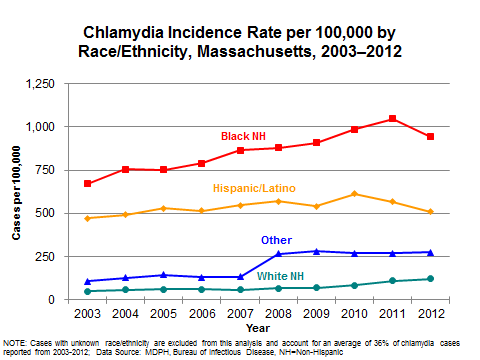 Chlamydia Incidence Rate per 100,000 by
Race/Ethnicity, Massachusetts, 2003–2012
Cases per 100,000
1,250
1,000
750
500
250
0
Black NH
Hispanic/Latino
Other
White NH
2003 2004 2005 2006 2007 2008 2009 2010 2011 2012
Year
NOTE: Cases with unknown race/ethnicity are excluded from this analysis and account for an average of 36% of chlamydia cases
reported from 2003-2012; Data Source: MDPH, Bureau of Infectious Disease, NH=Non-Hispanic